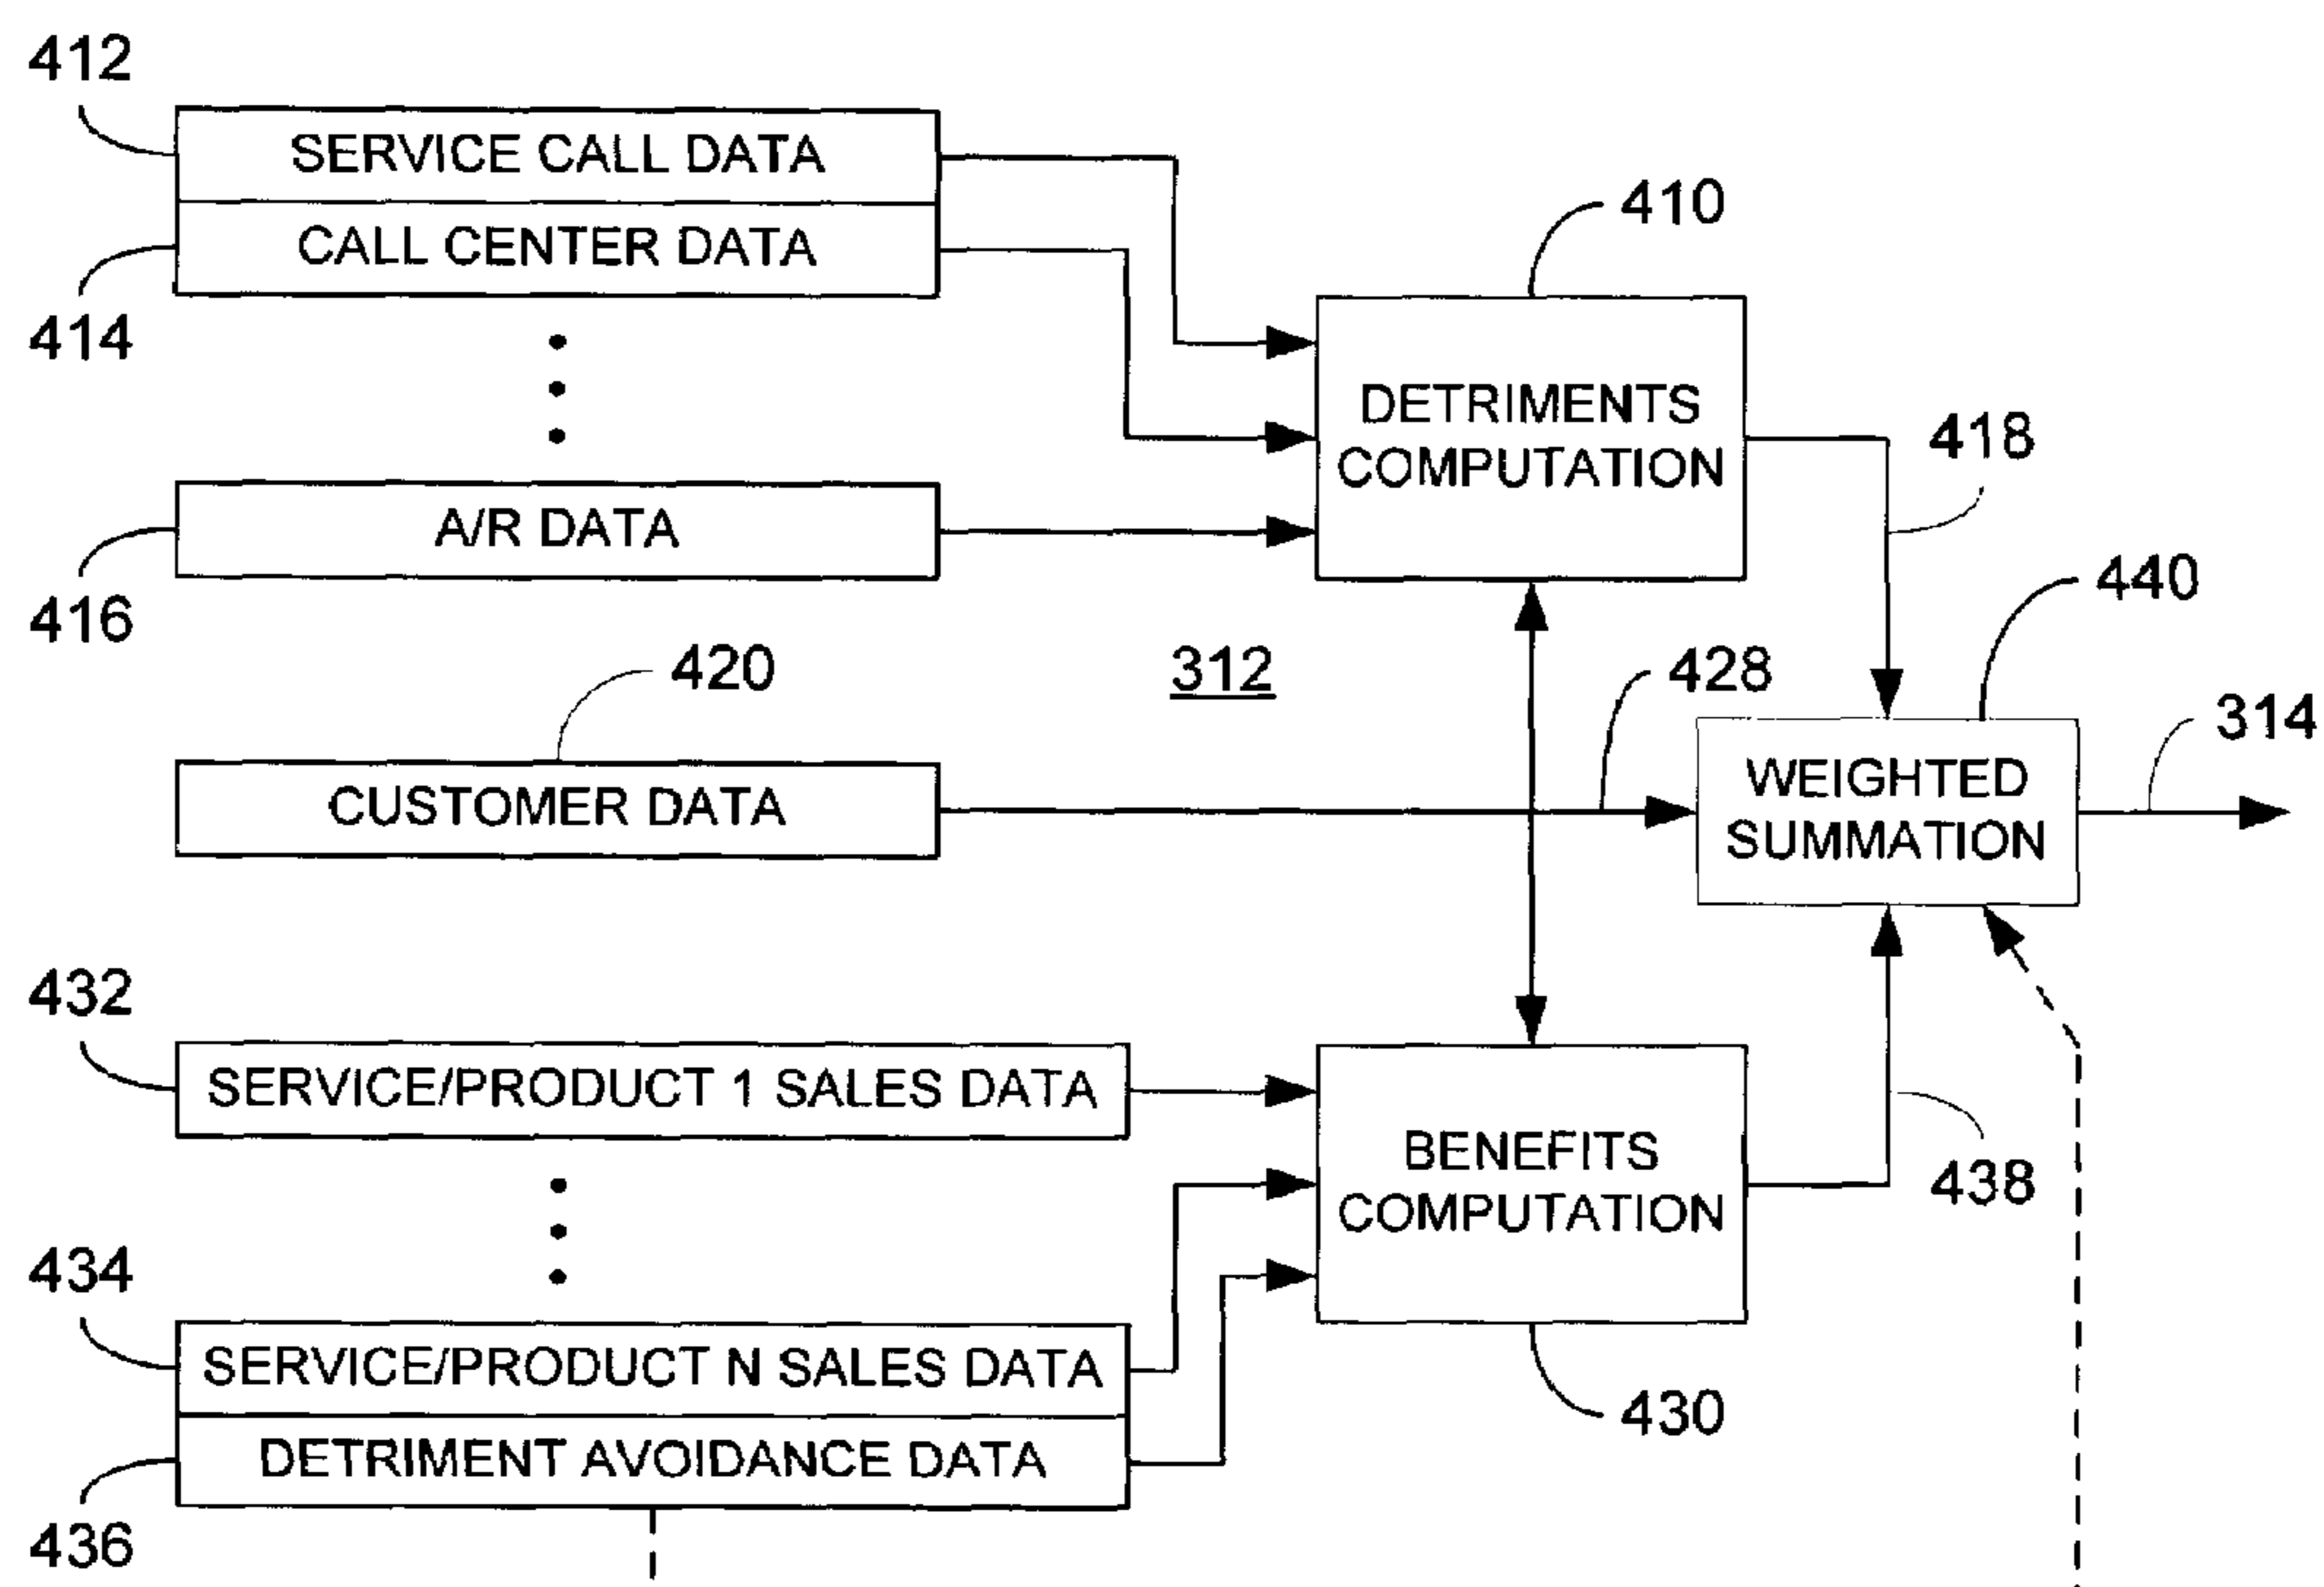 412
SERVICE CALL DATA
CALL CENTER DATA
414
410
DETRIMENTS
COMPUTATION
418
A/R DATA
416
440
420
312
428
314
CUSTOMER DATA
WEIGHTED
SUMMATION
432
SERVICE/PRODUCT 1 SALES DATA
BENEFITS
COMPUTATION
438
434
SERVICE/PRODUCT N SALES DATA
430
DETRIMENT AVOIDANCE DATA
436